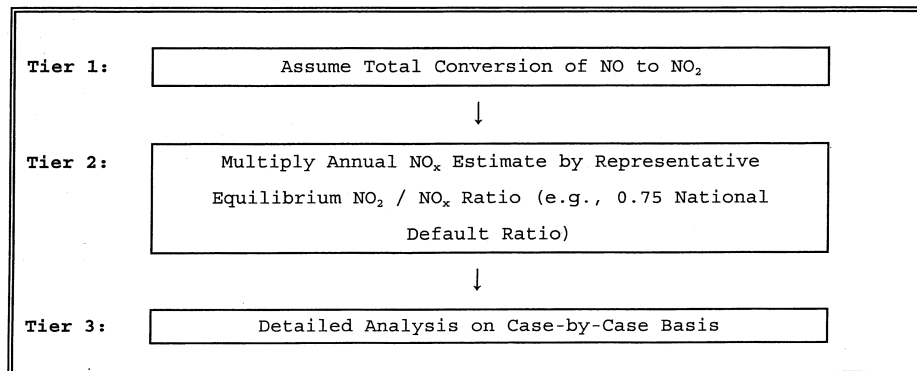 Tier 1: Assume Total Conversion of NO to NO₂
↓
Tier 2: Multiply Annual NOₓ Estimate by Representative
Equilibrium NO₂ / NOₓ Ratio (e.g., 0.75 National
Default Ratio)
↓
Tier 3: Detailed Analysis on Case-by-Case Basis